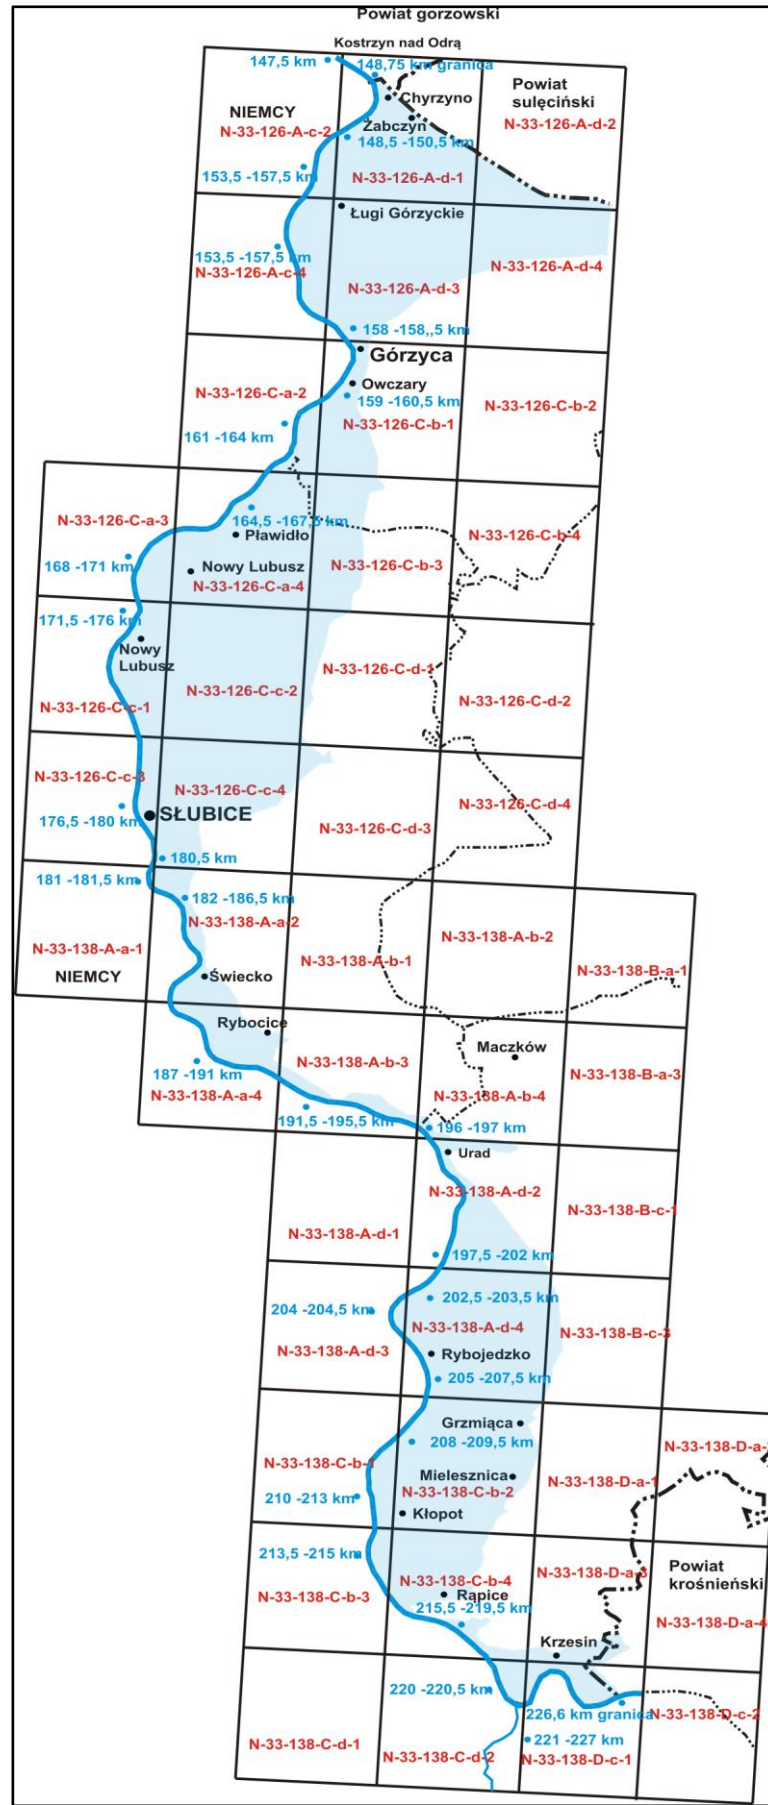 Powiat gorzowski
Kostrzyn nad Odrą
147,5 km
148,75 km granica
Chyrzyno
Powiat
sulęciński
NIEMCY
N-33-126-A-c-2
Żabczyn
N-33-126-A-d-2
148,5 -150,5 km
153,5 -157,5 km
N-33-126-A-d-1
Ługi Górzyckie
153,5 -157,5 km
N-33-126-A-c-4
N-33-126-A-d-4
N-33-126-A-d-3
158 -158,,5 km
Górzyca
Owczary
N-33-126-C-a-2
159 -160,5 km
N-33-126-C-b-2
N-33-126-C-b-1
161 -164 km
N-33-126-C-a-3
164,5 -167,5 km
Pławidło
N-33-126-C-b-4
168 -171 km
Nowy Lubusz
N-33-126-C-b-3
N-33-126-C-a-4
171,5 -176 km
Nowy
Lubusz
N-33-126-C-d-1
N-33-126-C-c-2
N-33-126-C-d-2
N-33-126-C-c-1
N-33-126-C-c-3
N-33-126-C-c-4
N-33-126-C-d-4
176,5 -180 km
SŁUBICE
N-33-126-C-d-3
180,5 km
181 -181,5 km
182 -186,5 km
N-33-138-A-a-2
N-33-138-A-b-2
N-33-138-A-a-1
N-33-138-A-b-1
N-33-138-B-a-1
NIEMCY
Świecko
Rybocice
Maczków
N-33-138-A-b-3
187 -191 km
N-33-138-B-a-3
N-33-138-A-a-4
N-33-138-A-b-4
191,5 -195,5 km
196 -197 km
Urad
N-33-138-A-d-2
N-33-138-B-c-1
N-33-138-A-d-1
197,5 -202 km
202,5 -203,5 km
204 -204,5 km
N-33-138-A-d-4
N-33-138-B-c-3
N-33-138-A-d-3
Rybojedzko
205 -207,5 km
Grzmiąca
208 -209,5 km
N-33-138-D-a-
N-33-138-C-b-1
Mielesznica
N-33-138-D-a-1
N-33-138-C-b-2
210 -213 km
Kłopot
213,5 -215 km
Powiat
krośnieński
N-33-138-D-a-3
N-33-138-C-b-4
N-33-138-C-b-3
Rąpice
215,5 -219,5 km
N-33-138-D-a-4
Krzesin
220 -220,5 km
226,6 km granica
N-33-138-D-c-2
221 -227 km
N-33-138-C-d-1
N-33-138-C-d-2
N-33-138-D-c-1